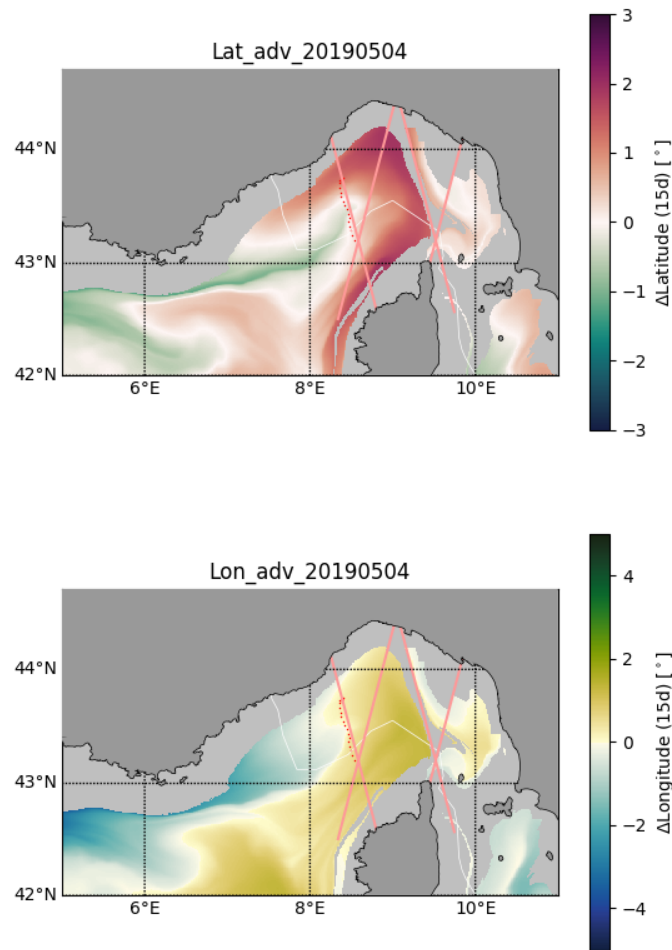 Lat_adv_20190504
44°N
43°N
42°N
6°E
8°E
10°E
3
2
1
0
−1
−2
−3
ΔLatitude (15d) [°]
Lon_adv_20190504
44°N
43°N
42°N
6°E
8°E
10°E
4
2
0
−2
−4
ΔLongitude (15d) [°]